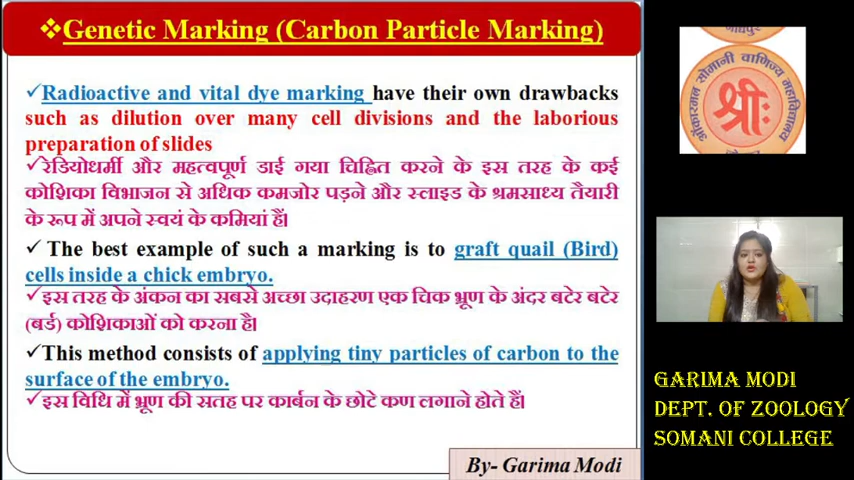 ❖Genetic Marking (Carbon Particle Marking)
✓Radioactive and vital dye marking have their own drawbacks
such as dilution over many cell divisions and the laborious
preparation of slides
✓रेडियोधर्मी और महत्वपूर्ण डाई गया चिह्नित करने के इस तरह के कई
कोशिका विभाजन से अधिक कमजोर पड़ने और स्लाइड के श्रमसाध्य तैयारी
के रूप में अपने स्वयं के कमियां हैं।
✓ The best example of such a marking is to graft quail (Bird)
cells inside a chick embryo.
✓इस तरह के अंकन का सबसे अच्छा उदाहरण एक चिक भ्रूण के अंदर बटेर बटेर
(बर्ड) कोशिकाओं को करना है।
✓This method consists of applying tiny particles of carbon to the
surface of the embryo.
✓इस विधि में भ्रूण की सतह पर कार्बन के छोटे कण लगाने होते हैं।
By- Garima Modi
जोधपुर
ओंकारमल सोमानी वाणिज्य महाविद्यालय
श्रीः
GARIMA MODI
DEPT. OF ZOOLOGY
SOMANI COLLEGE